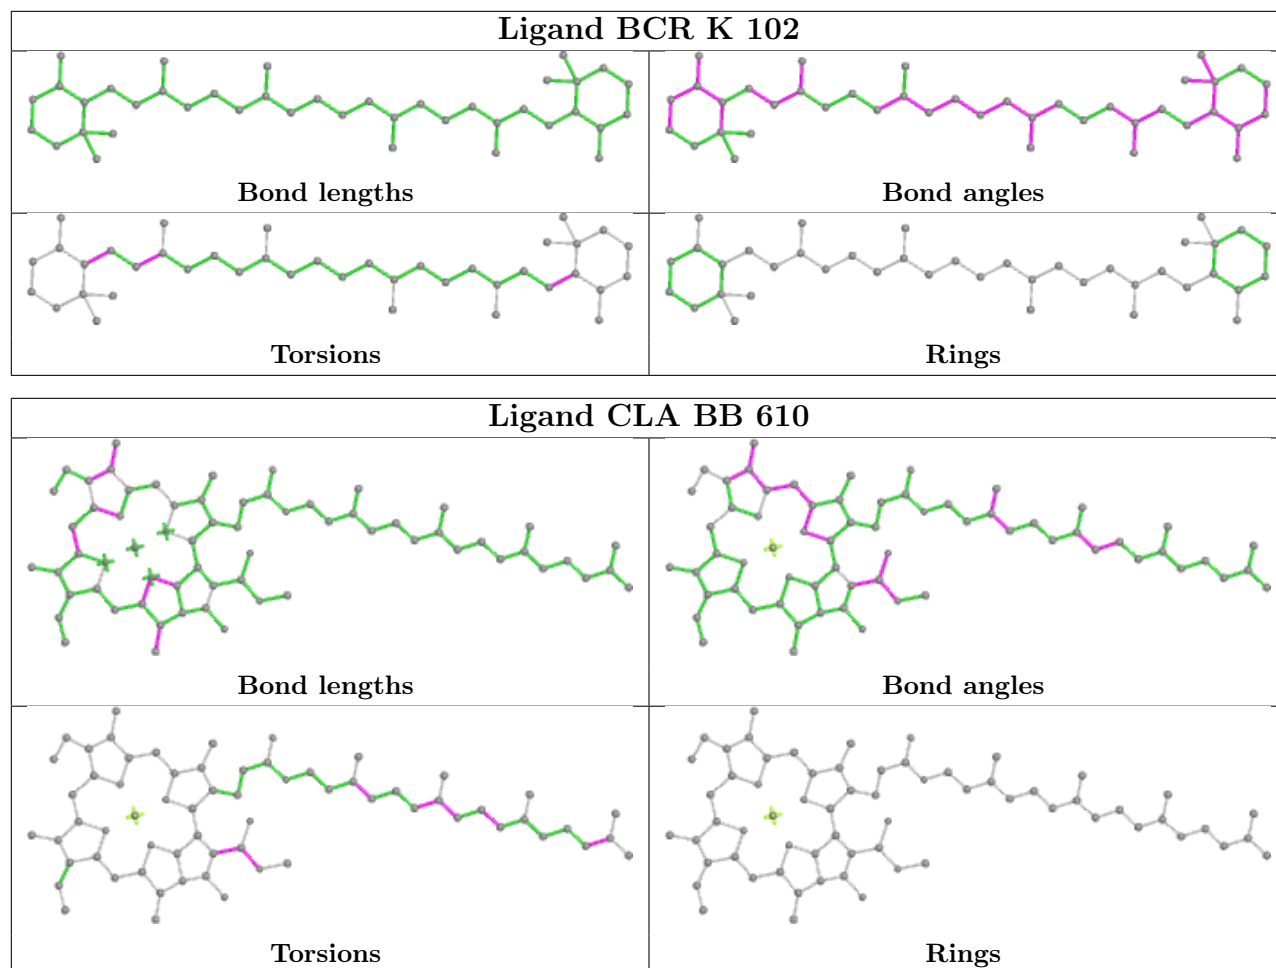 Ligand BCR K 102
Bond lengths
Bond angles
Torsions
Rings
Ligand CLA BB 610
Bond lengths
Bond angles
Torsions
Rings